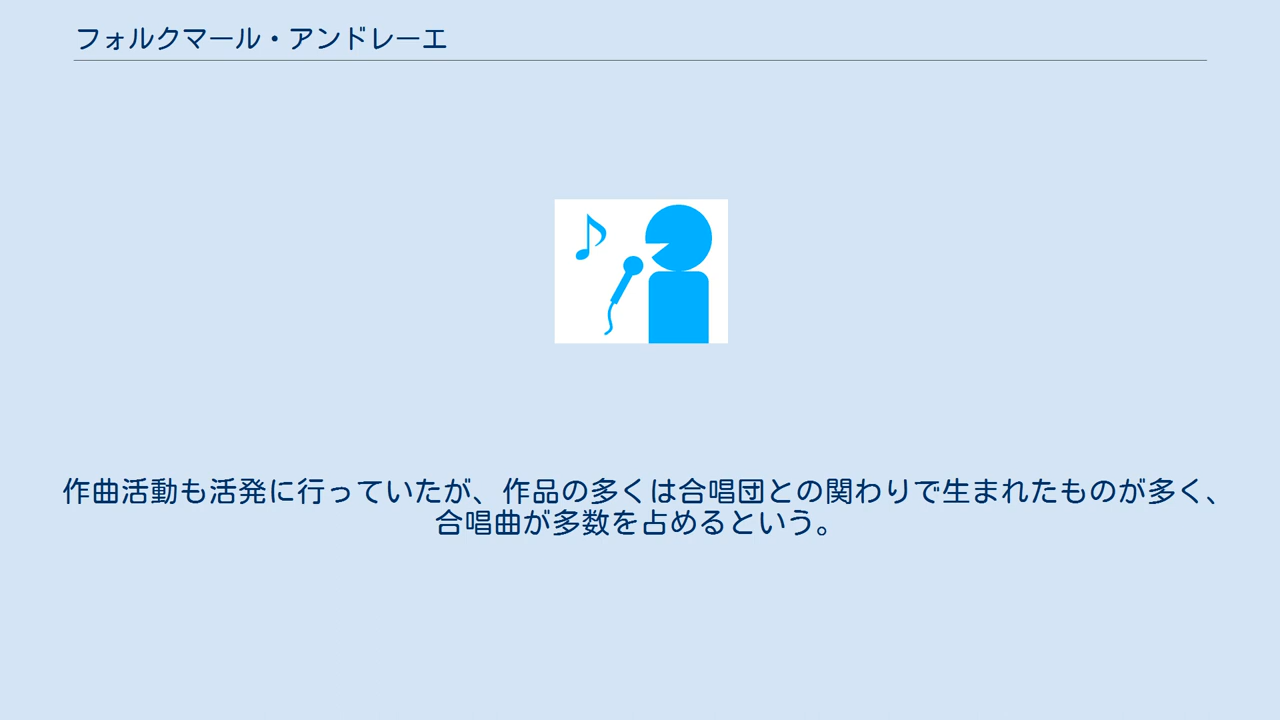 フォルクマール・アンドレーエ
作曲活動も活発に行っていたが、作品の多くは合唱団との関わりで生まれたものが多く、
合唱曲が多数を占めるという。